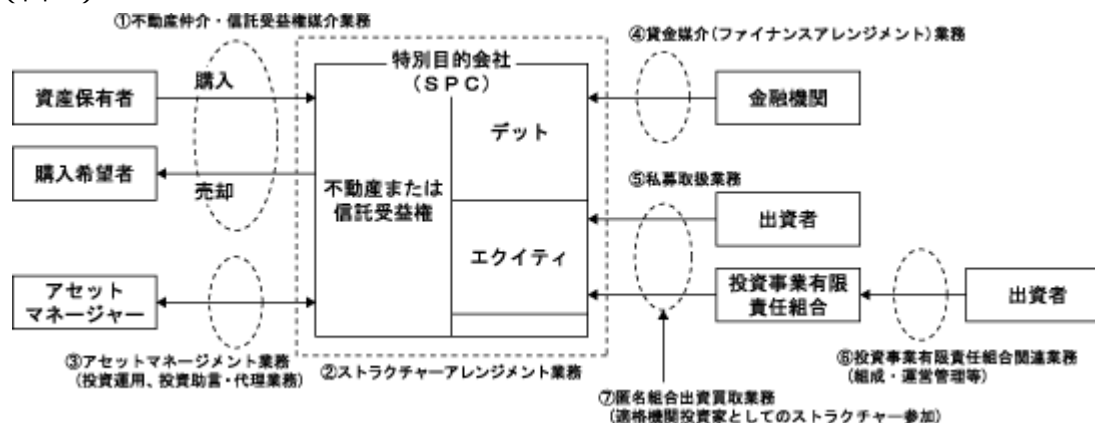 ①不動産仲介・信託受益権媒介業務
④貸金媒介(ファイナンスアレンジメント)業務
特別目的会社
(SPC)
資産保有者
購入
金融機関
デット
購入希望者
売却
不動産または
信託受益権
⑤私募取扱業務
出資者
エクイティ
アセット
マネージャー
投資事業有限
責任組合
出資者
③アセットマネージメント業務
(投資運用、投資助言・代理業務)
②ストラクチャーアレンジメント業務
⑥投資事業有限責任組合関連業務
(組成・運営管理等)
⑦匿名組合出資買取業務
(適格機関投資家としてのストラクチャー参加)